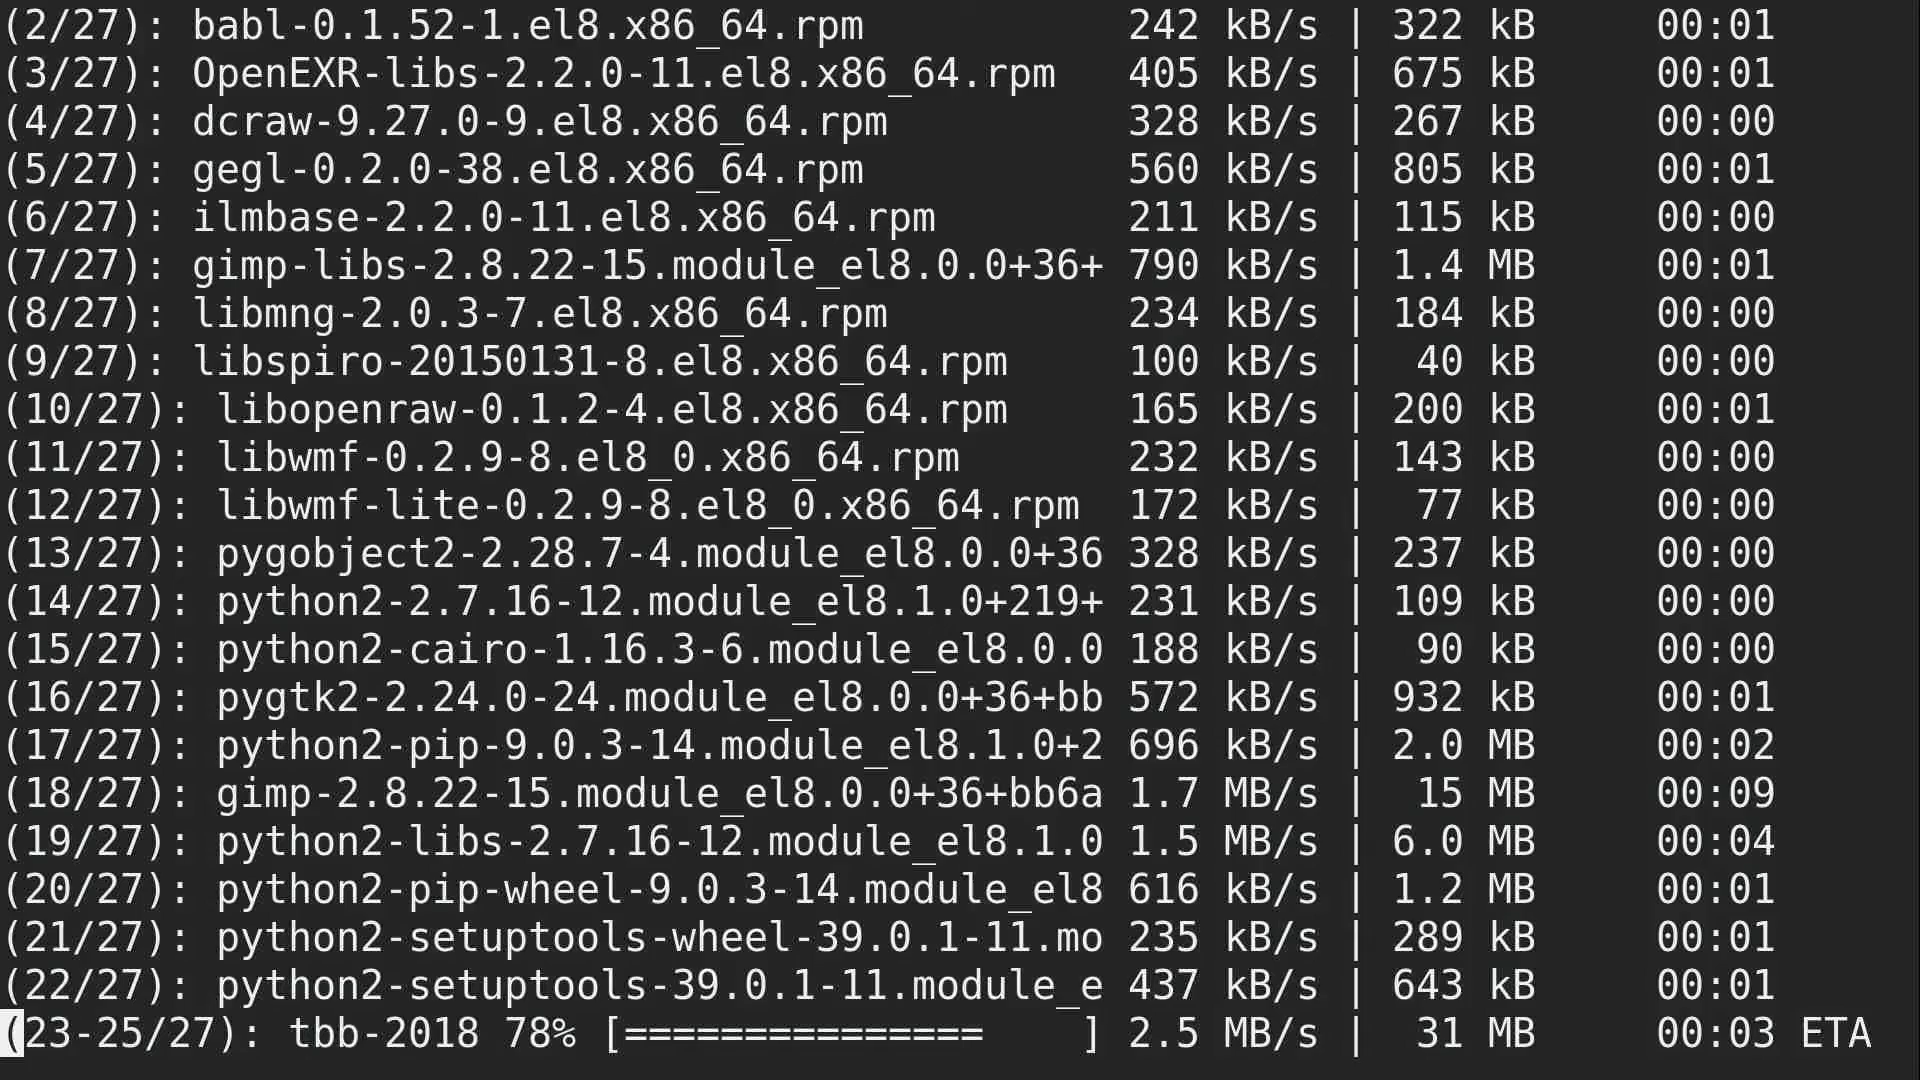 (2/27): babl-0.1.52-1.el8.x86_64.rpm           242 kB/s | 322 kB     00:01
(3/27): OpenEXR-libs-2.2.0-11.el8.x86_64.rpm   405 kB/s | 675 kB     00:01
(4/27): dcraw-9.27.0-9.el8.x86_64.rpm          328 kB/s | 267 kB     00:00
(5/27): gegl-0.2.0-38.el8.x86_64.rpm           560 kB/s | 805 kB     00:01
(6/27): ilmbase-2.2.0-11.el8.x86_64.rpm        211 kB/s | 115 kB     00:00
(7/27): gimp-libs-2.8.22-15.module_el8.0.0+36+ 790 kB/s | 1.4 MB     00:01
(8/27): libmng-2.0.3-7.el8.x86_64.rpm          234 kB/s | 184 kB     00:00
(9/27): libspiro-20150131-8.el8.x86_64.rpm     100 kB/s |  40 kB     00:00
(10/27): libopenraw-0.1.2-4.el8.x86_64.rpm     165 kB/s | 200 kB     00:01
(11/27): libwmf-0.2.9-8.el8_0.x86_64.rpm       232 kB/s | 143 kB     00:00
(12/27): libwmf-lite-0.2.9-8.el8_0.x86_64.rpm  172 kB/s |  77 kB     00:00
(13/27): pygobject2-2.28.7-4.module_el8.0.0+36 328 kB/s | 237 kB     00:00
(14/27): python2-2.7.16-12.module_el8.1.0+219+ 231 kB/s | 109 kB     00:00
(15/27): python2-cairo-1.16.3-6.module_el8.0.0 188 kB/s |  90 kB     00:00
(16/27): pygtk2-2.24.0-24.module_el8.0.0+36+bb 572 kB/s | 932 kB     00:01
(17/27): python2-pip-9.0.3-14.module_el8.1.0+2 696 kB/s | 2.0 MB     00:02
(18/27): gimp-2.8.22-15.module_el8.0.0+36+bb6a 1.7 MB/s |  15 MB     00:09
(19/27): python2-libs-2.7.16-12.module_el8.1.0 1.5 MB/s | 6.0 MB     00:04
(20/27): python2-pip-wheel-9.0.3-14.module_el8 616 kB/s | 1.2 MB     00:01
(21/27): python2-setuptools-wheel-39.0.1-11.mo 235 kB/s | 289 kB     00:01
(22/27): python2-setuptools-39.0.1-11.module_e 437 kB/s | 643 kB     00:01
(23-25/27): tbb-2018 78% [===============    ] 2.5 MB/s |  31 MB     00:03 ETA